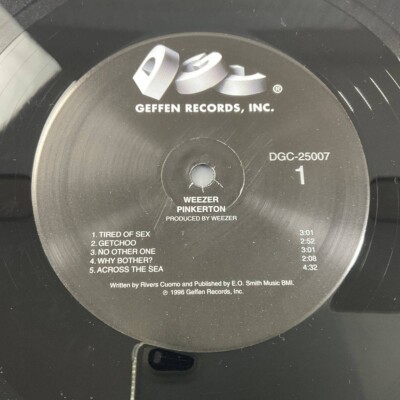 ®
GEFFEN RECORDS, INC.
DGC-25007
1
WEEZER
PINKERTON
PRODUCED BY WEEZER
1. TIRED OF SEX 3:01
2. GETCHOO 2:52
3. NO OTHER ONE 3:01
4. WHY BOTHER? 2:08
5. ACROSS THE SEA 4:32
Written by Rivers Cuomo and Published by E.O. Smith Music BMI.
℗ 1996 Geffen Records, Inc.